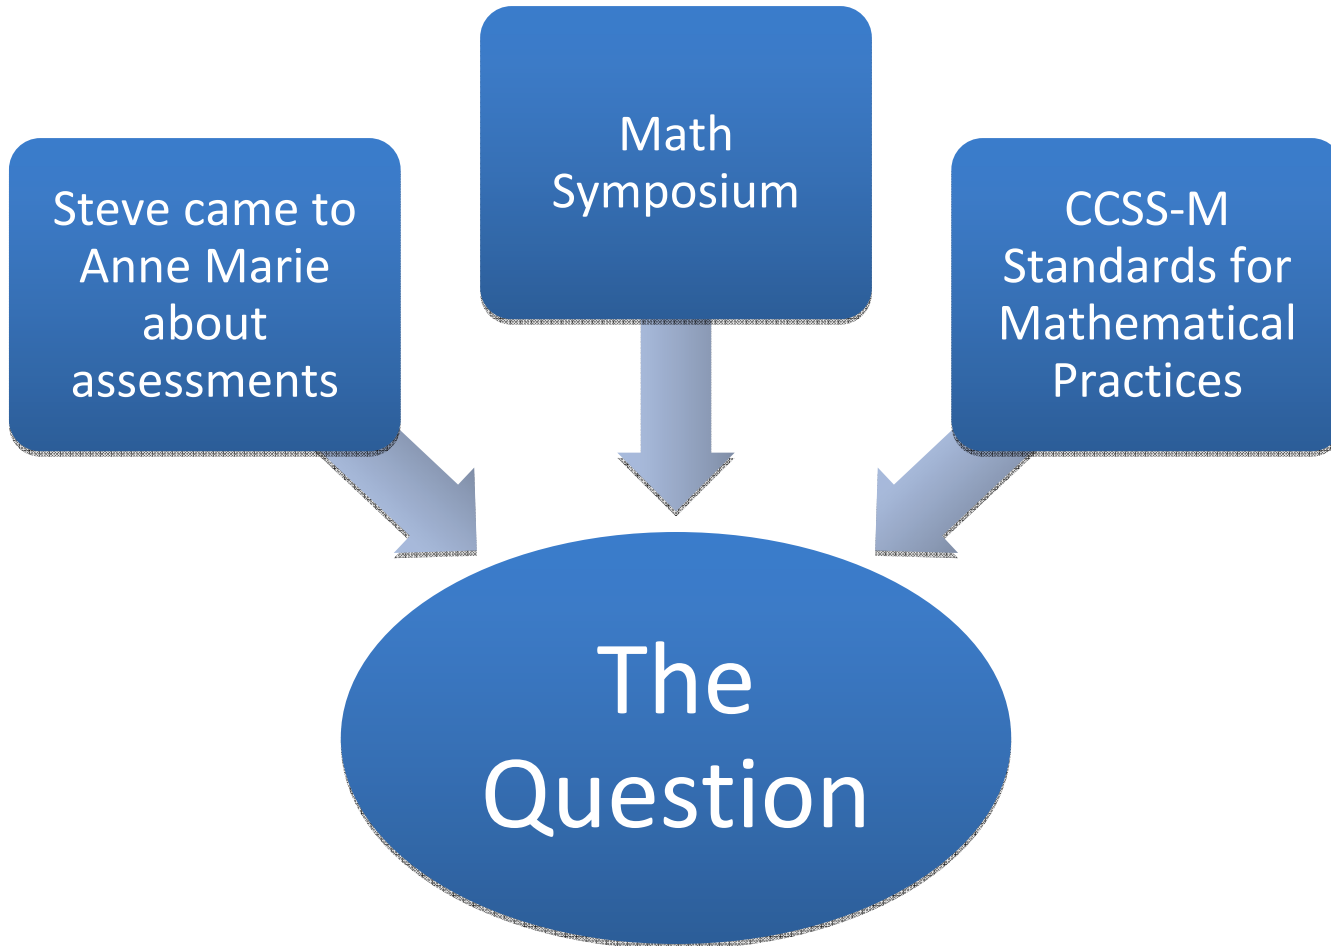 Steve came to
Anne Marie
about
assessments
Math
Symposium
CCSS-M
Standards for
Mathematical
Practices
The
Question